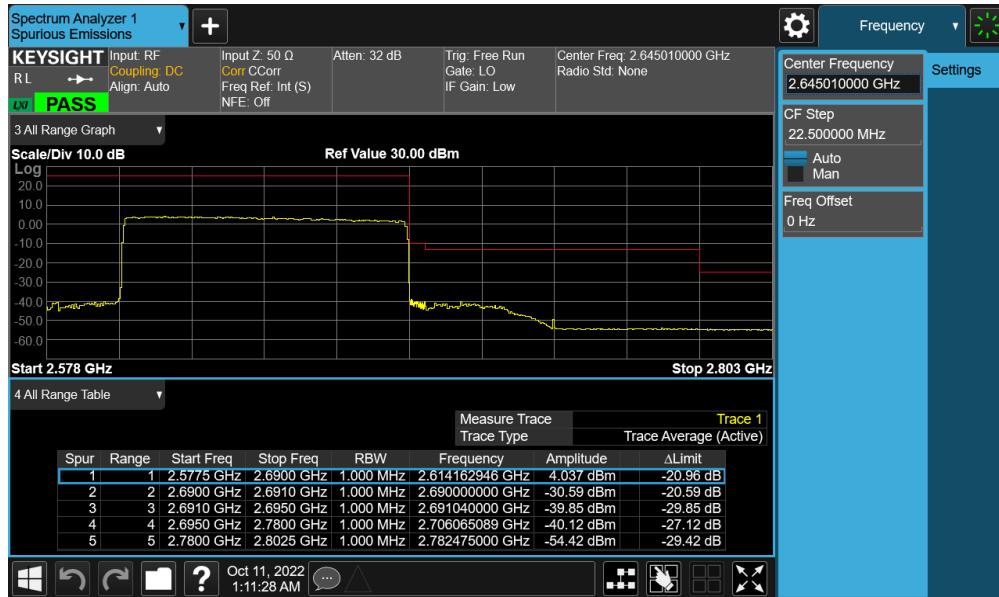 Spectrum Analyzer 1
Spurious Emissions
+
Frequency
KEYSIGHT
RL
LXI
PASS
Input: RF
Coupling: DC
Align: Auto
Input Z: 50 Ω
Corr CCorr
Freq Ref: Int (S)
NFE: Off
Atten: 32 dB
Trig: Free Run
Gate: LO
IF Gain: Low
Center Freq: 2.645010000 GHz
Radio Std: None
Center Frequency
2.645010000 GHz
Settings
CF Step
22.500000 MHz
Auto
Man
Freq Offset
0 Hz
3 All Range Graph
Scale/Div 10.0 dB Ref Value 30.00 dBm
Log
20.0
10.0
0.00
-10.0
-20.0
-30.0
-40.0
-50.0
-60.0
Start 2.578 GHz Stop 2.803 GHz
4 All Range Table
Measure Trace Trace 1
Trace Type Trace Average (Active)
Spur Range Start Freq Stop Freq RBW Frequency Amplitude ΔLimit
1 1 2.5775 GHz 2.6900 GHz 1.000 MHz 2.614162946 GHz 4.037 dBm -20.96 dB
2 2 2.6900 GHz 2.6910 GHz 1.000 MHz 2.690000000 GHz -30.59 dBm -20.59 dB
3 3 2.6910 GHz 2.6950 GHz 1.000 MHz 2.691040000 GHz -39.85 dBm -29.85 dB
4 4 2.6950 GHz 2.7800 GHz 1.000 MHz 2.706065089 GHz -40.12 dBm -27.12 dB
5 5 2.7800 GHz 2.8025 GHz 1.000 MHz 2.782475000 GHz -54.42 dBm -29.42 dB
?
Oct 11, 2022
1:11:28 AM